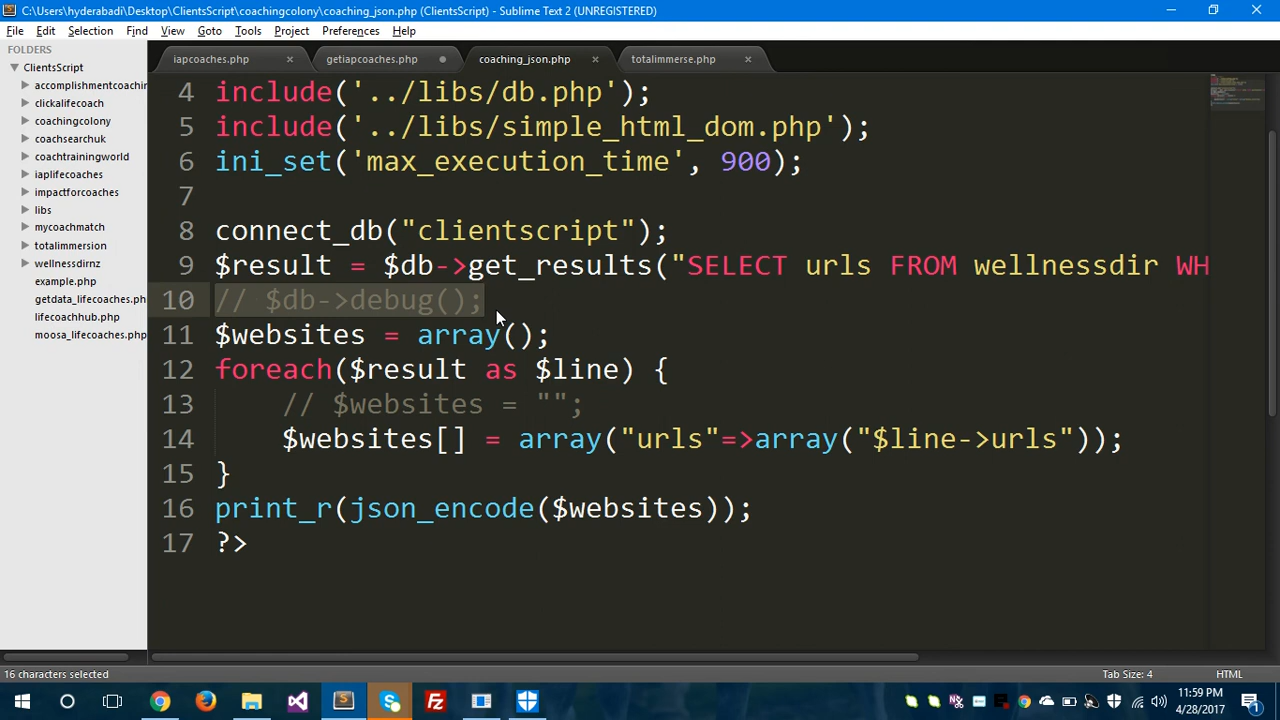 C:\Users\hyderabadi\Desktop\ClientsScript\coachingcolony\coaching_json.php (ClientsScript) - Sublime Text 2 (UNREGISTERED)
File Edit Selection Find View Goto Tools Project Preferences Help
FOLDERS
ClientsScript
accomplishmentcoachin
clickalifecoach
coachingcolony
coachsearchuk
coachtrainingworld
iaplifecoaches
impactforcoaches
libs
mycoachmatch
totalimmersion
wellnessdirnz
example.php
getdata_lifecoaches.ph
lifecoachhub.php
moosa_lifecoaches.php
iapcoaches.php × getiapcoaches.php coaching_json.php × totalimmerse.php ×
4 include('../libs/db.php');
5 include('../libs/simple_html_dom.php');
6 ini_set('max_execution_time', 900);
7
8 connect_db("clientscript");
9 $result = $db->get_results("SELECT urls FROM wellnessdir WH
10 // $db->debug();
11 $websites = array();
12 foreach($result as $line) {
13 // $websites = "";
14 $websites[] = array("urls"=>array("$line->urls"));
15 }
16 print_r(json_encode($websites));
17 ?>
16 characters selected
Tab Size: 4 HTML
11:59 PM
4/28/2017